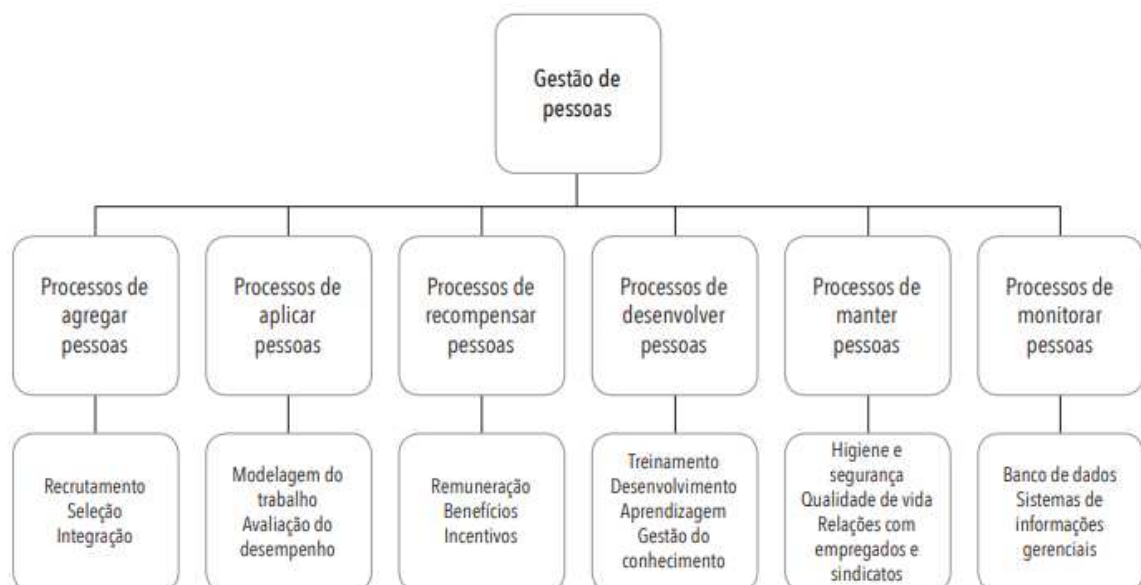 Gestão de
pessoas
Processos de
agregar
pessoas
Processos de
aplicar
pessoas
Processos de
recompensar
pessoas
Processos de
desenvolver
pessoas
Processos de
manter
pessoas
Processos de
monitorar
pessoas
Recrutamento
Seleção
Integração
Modelagem do
trabalho
Avaliação do
desempenho
Remuneração
Benefícios
Incentivos
Treinamento
Desenvolvimento
Aprendizagem
Gestão do
conhecimento
Higiene e
segurança
Qualidade de vida
Relações com
empregados e
sindicatos
Banco de dados
Sistemas de
informações
gerenciais